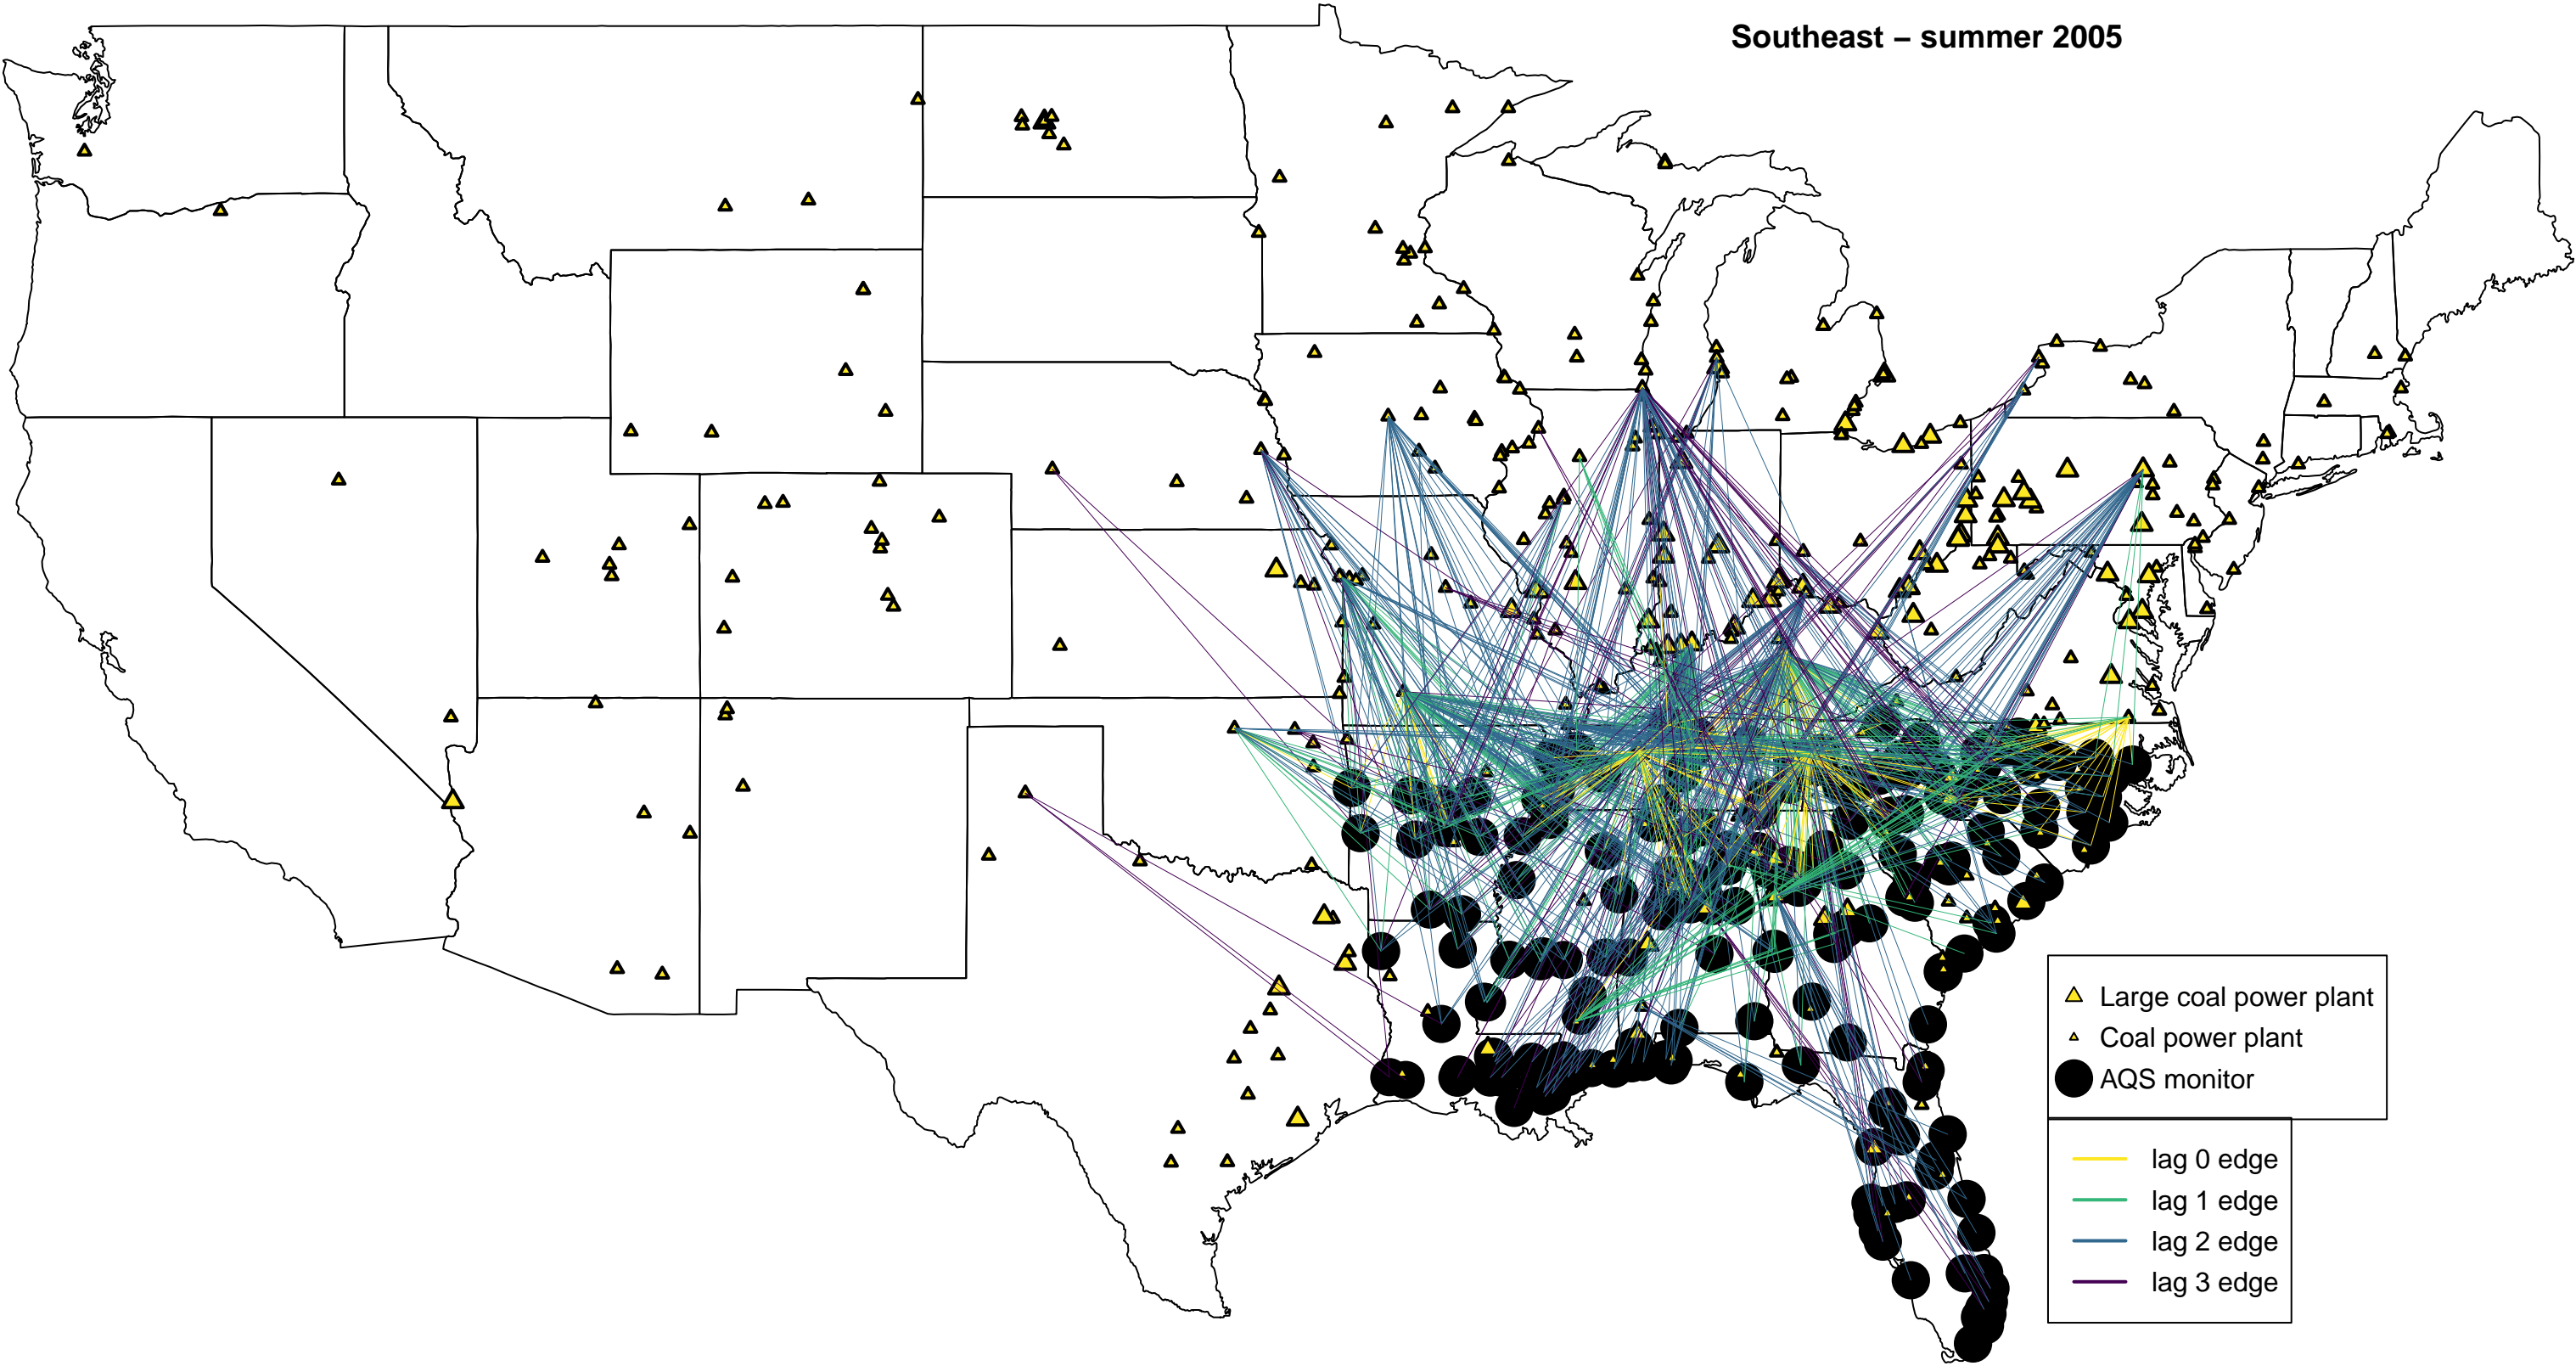 Southeast – summer 2005
Large coal power plant
Coal power plant
AQS monitor
lag 0 edge
lag 1 edge
lag 2 edge
lag 3 edge